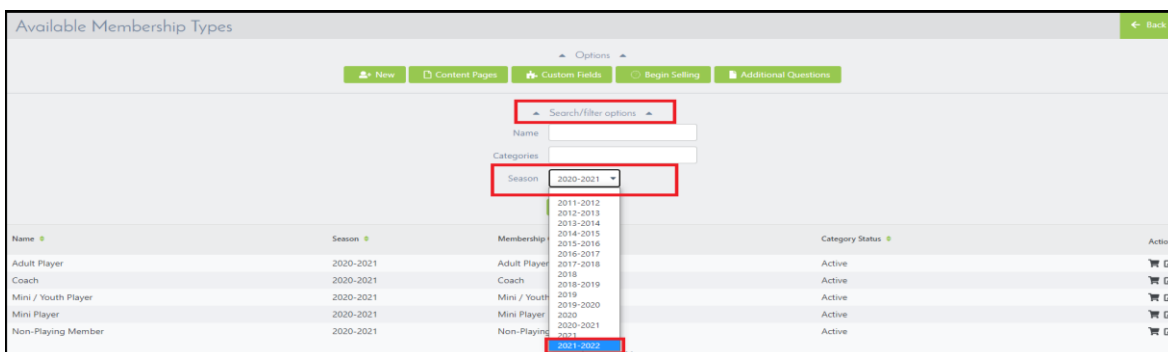 Available Membership Types
Back
Options
New Content Pages Custom Fields Begin Selling Additional Questions
Search/filter options
Name
Categories
Season 2020-2021
2011-2012
2012-2013
2013-2014
2014-2015
2015-2016
2016-2017
2017-2018
2018
2018-2019
2019
2019-2020
2020
2020-2021
2021
2021-2022
Name Season Membership Category Status
Adult Player 2020-2021 Adult Player Active
Coach 2020-2021 Coach Active
Mini / Youth Player 2020-2021 Mini / Youth Active
Mini Player 2020-2021 Mini Player Active
Non-Playing Member 2020-2021 Non-Playing Active